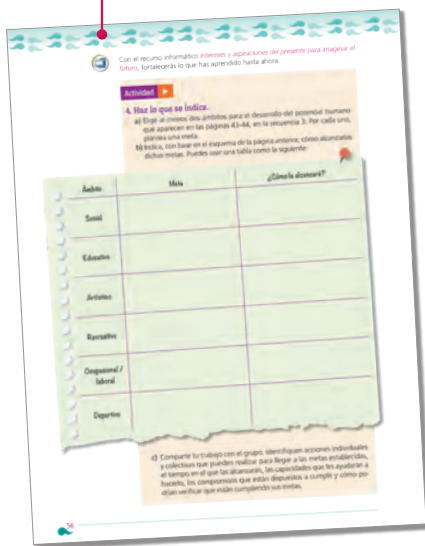 Con el recurso informático Intereses y aspiraciones del presente para imaginar el
futuro, fortalecerás lo que has aprendido hasta ahora.
Actividad
4. Haz lo que se indica.
a) Elige al menos dos ámbitos para el desarrollo del potencial humano
que aparecen en las páginas 43-44, en la secuencia 3. Por cada uno,
plantea una meta.
b) Indica, con base en el esquema de la página anterior, cómo alcanzarías
dichas metas. Puedes usar una tabla como la siguiente:
Ámbito Meta ¿Cómo la alcanzaré?
Social
Educativo
Artístico
Recreativo
Ocupacional /
laboral
Deportivo
c) Comparte tu trabajo con el grupo. Identifiquen acciones individuales
y colectivas que pueden realizar para llegar a las metas establecidas,
el tiempo en el que las alcanzarán, las capacidades que les ayudarán a
hacerlo, los compromisos que están dispuestos a cumplir y cómo po-
drían verificar que están cumpliendo sus metas.
56